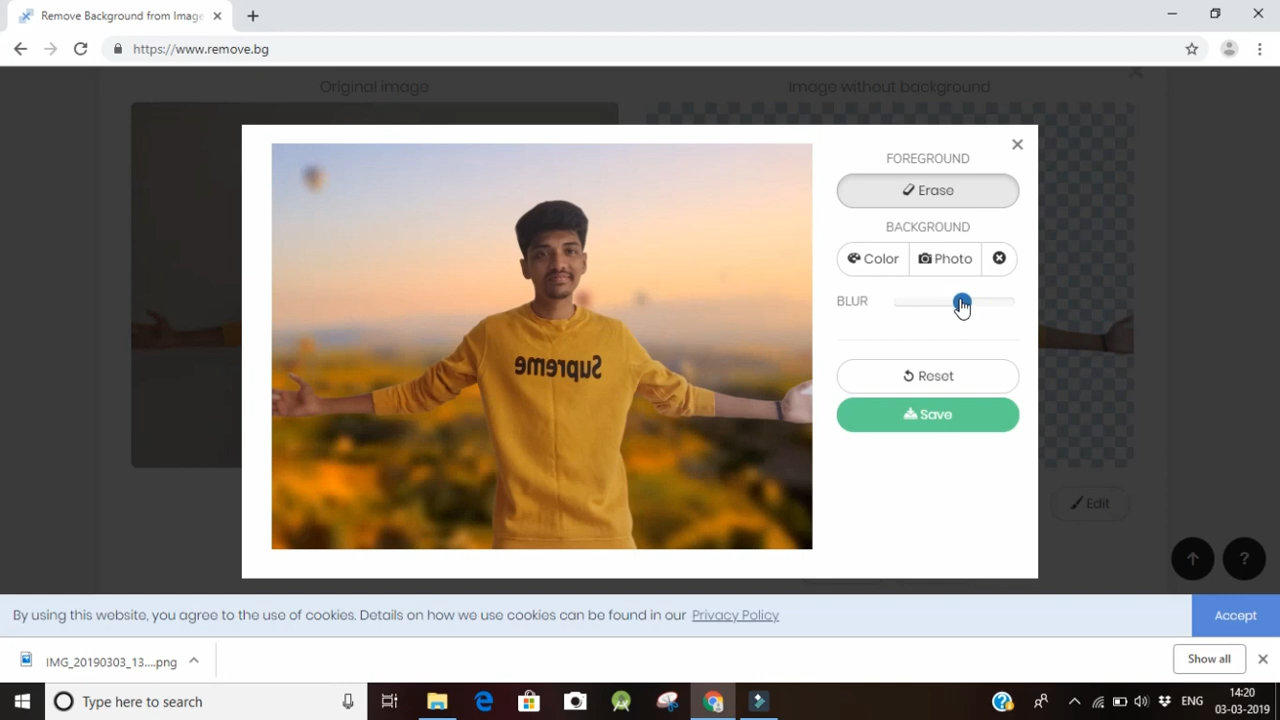 Remove Background from Image
https://www.remove.bg
Original image
Image without background
FOREGROUND
Erase
BACKGROUND
Color
Photo
BLUR
Supreme
Reset
Save
Edit
?
By using this website, you agree to the use of cookies. Details on how we use cookies can be found in our Privacy Policy
Accept
IMG_20190303_13....png
Show all
Type here to search
ENG
14:20
03-03-2019